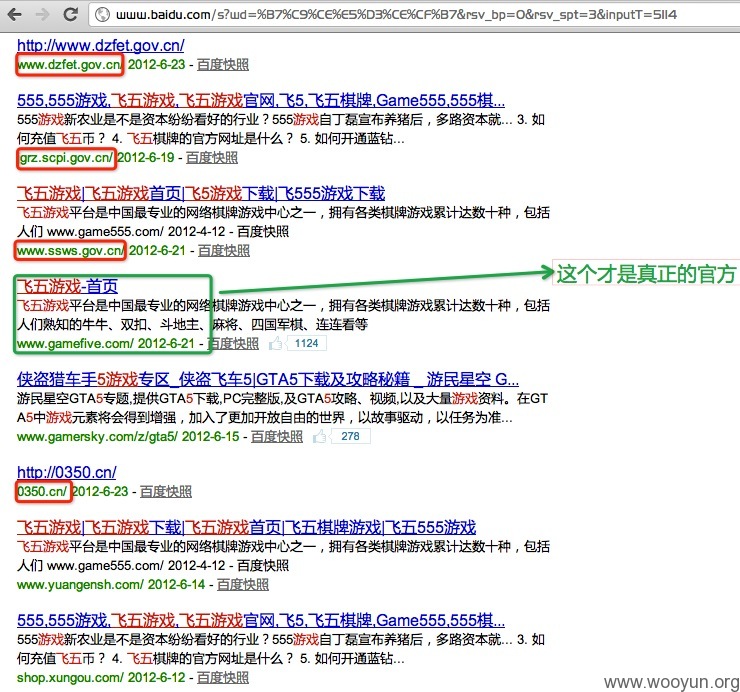 www.baidu.com/s?wd=%B7%C9%CE%E5%D3%CE%CF%B7&rsv_bp=0&rsv_spt=3&inputT=5114
http://www.dzfet.gov.cn/
www.dzfet.gov.cn/ 2012-6-23 - 百度快照
555,555游戏,飞五游戏,飞五游戏官网,飞5,飞五棋牌,Game555,555棋...
555游戏新农业是不是资本纷纷看好的行业？555游戏自丁磊宣布养猪后，多路资本就... 3. 如
何充值飞五币？ 4. 飞五棋牌的官方网址是什么？ 5. 如何开通蓝钻...
grz.scpi.gov.cn/ 2012-6-19 - 百度快照
飞五游戏|飞五游戏首页|飞5游戏下载|飞555游戏下载
飞五游戏平台是中国最专业的网络棋牌游戏中心之一，拥有各类棋牌游戏累计达数十种，包括
人们 www.game555.com/ 2012-4-12 - 百度快照
www.ssws.gov.cn/ 2012-6-21 - 百度快照
飞五游戏-首页
这个才是真正的官方
飞五游戏平台是中国最专业的网络棋牌游戏中心之一，拥有各类棋牌游戏累计达数十种，包括
人们熟知的牛牛、双扣、斗地主、麻将、四国军棋、连连看等
www.gamefive.com/ 2012-6-21 - 百度快照 1124
侠盗猎车手5游戏专区_侠盗飞车5|GTA5下载及攻略秘籍 _ 游民星空 G...
游民星空GTA5专题,提供GTA5下载,PC完整版,及GTA5攻略、视频,以及大量游戏资料。在GT
A5中游戏元素将会得到增强，加入了更加开放自由的世界，以故事驱动，以任务为准...
www.gamersky.com/z/gta5/ 2012-6-15 - 百度快照 278
http://0350.cn/
0350.cn/ 2012-6-23 - 百度快照
飞五游戏|飞五游戏下载|飞五游戏首页|飞五棋牌游戏|飞五555游戏
飞五游戏平台是中国最专业的网络棋牌游戏中心之一，拥有各类棋牌游戏累计达数十种，包括
人们 www.game555.com/ 2012-4-12 - 百度快照
www.yuangensh.com/ 2012-6-14 - 百度快照
555,555游戏,飞五游戏,飞五游戏官网,飞5,飞五棋牌,Game555,555棋...
555游戏新农业是不是资本纷纷看好的行业？555游戏自丁磊宣布养猪后，多路资本就... 3. 如
何充值飞五币？ 4. 飞五棋牌的官方网址是什么？ 5. 如何开通蓝钻...
shop.xungou.com/ 2012-6-12 - 百度快照
www.wooyun.org